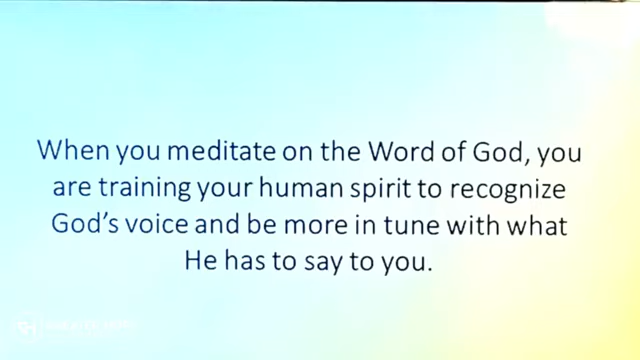 When you meditate on the Word of God, you
are training your human spirit to recognize
God's voice and be more in tune with what
He has to say to you.